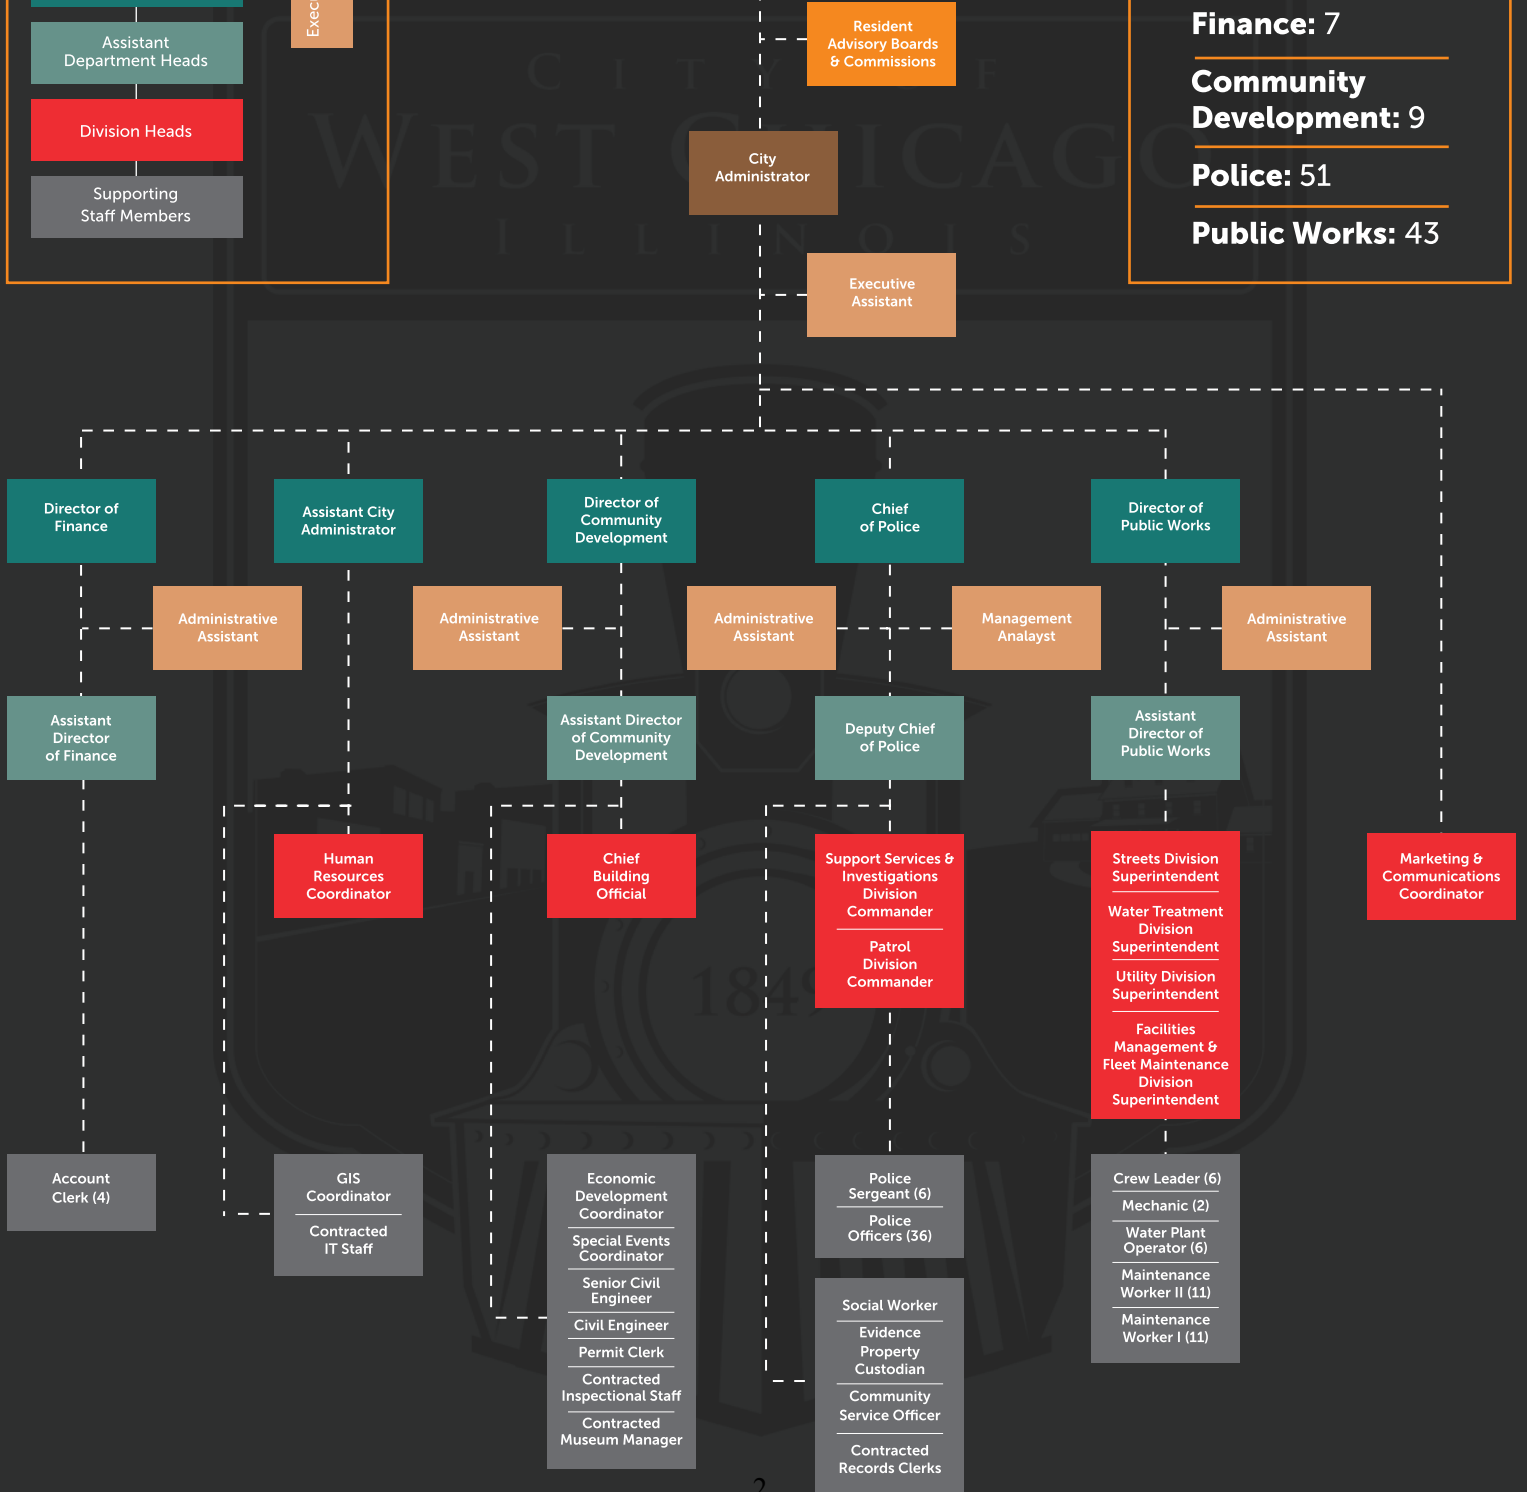 Assistant
Department Heads
Division Heads
Supporting
Staff Members
Resident
Advisory Boards
& Commissions
Finance: 7
Community
Development: 9
Police: 51
Public Works: 43
CITY OF
WEST CHICAGO
ILLINOIS
City
Administrator
Executive
Assistant
Director of
Finance
Assistant City
Administrator
Director of
Community
Development
Chief
of Police
Director of
Public Works
Administrative
Assistant
Administrative
Assistant
Administrative
Assistant
Management
Analayst
Administrative
Assistant
Assistant
Director
of Finance
Assistant Director
of Community
Development
Deputy Chief
of Police
Assistant
Director of
Public Works
Human
Resources
Coordinator
Chief
Building
Official
Support Services &
Investigations
Division
Commander
Patrol
Division
Commander
Streets Division
Superintendent
Water Treatment
Division
Superintendent
Utility Division
Superintendent
Facilities
Management &
Fleet Maintenance
Division
Superintendent
Marketing &
Communications
Coordinator
1849
Account
Clerk (4)
GIS
Coordinator
Contracted
IT Staff
Economic
Development
Coordinator
Special Events
Coordinator
Senior Civil
Engineer
Civil Engineer
Permit Clerk
Contracted
Inspectional Staff
Contracted
Museum Manager
Police
Sergeant (6)
Police
Officers (36)
Social Worker
Evidence
Property
Custodian
Community
Service Officer
Contracted
Records Clerks
Crew Leader (6)
Mechanic (2)
Water Plant
Operator (6)
Maintenance
Worker II (11)
Maintenance
Worker I (11)
2